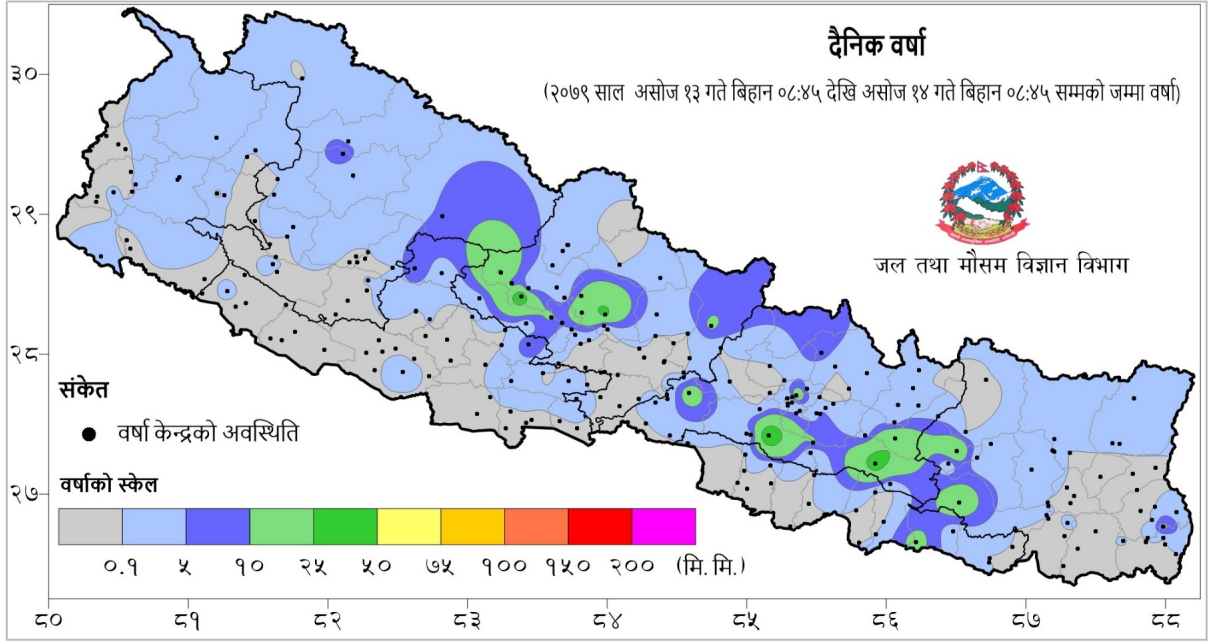 दैनिक वर्षा
(२०७९ साल असोज १३ गते बिहान ०८:४५ देखि असोज १४ गते बिहान ०८:४५ सम्मको जम्मा वर्षा)
जल तथा मौसम विज्ञान विभाग
३०
२९
२८
२७
संकेत
वर्षा केन्द्रको अवस्थिति
वर्षाको स्केल
०.१ ५ १० २५ ५० ७५ १०० १५० २०० (मि. मि.)
८० ८१ ८२ ८३ ८४ ८५ ८६ ८७ ८८